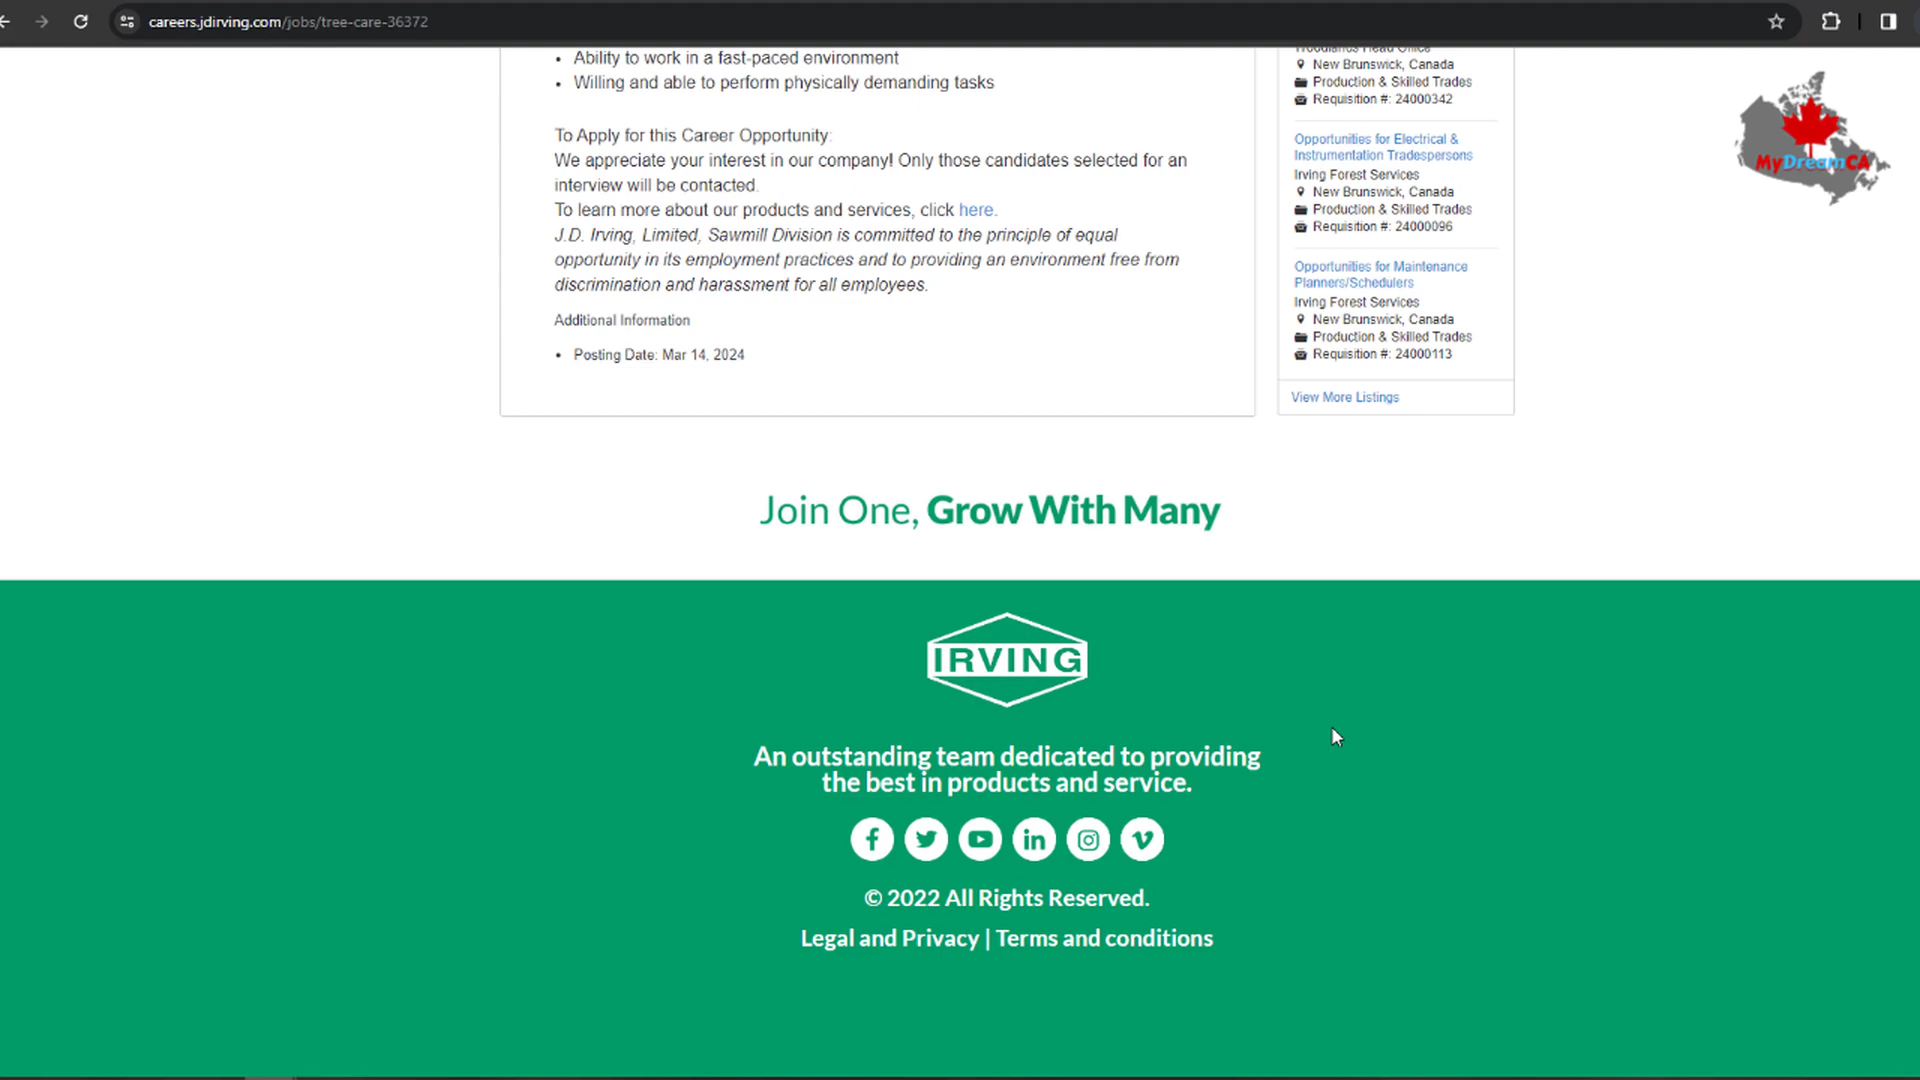 careers.jdirving.com/jobs/tree-care-36372
Ability to work in a fast-paced environment
Willing and able to perform physically demanding tasks
To Apply for this Career Opportunity:
We appreciate your interest in our company! Only those candidates selected for an
interview will be contacted.
To learn more about our products and services, click here.
J.D. Irving, Limited, Sawmill Division is committed to the principle of equal
opportunity in its employment practices and to providing an environment free from
discrimination and harassment for all employees.
Additional Information
Posting Date: Mar 14, 2024
Woodlands Head Office
New Brunswick, Canada
Production & Skilled Trades
Requisition #: 24000342
Opportunities for Electrical &
Instrumentation Tradespersons
Irving Forest Services
New Brunswick, Canada
Production & Skilled Trades
Requisition #: 24000096
Opportunities for Maintenance
Planners/Schedulers
Irving Forest Services
New Brunswick, Canada
Production & Skilled Trades
Requisition #: 24000113
View More Listings
MyDreamCA
Join One, Grow With Many
IRVING
An outstanding team dedicated to providing
the best in products and service.
© 2022 All Rights Reserved.
Legal and Privacy | Terms and conditions